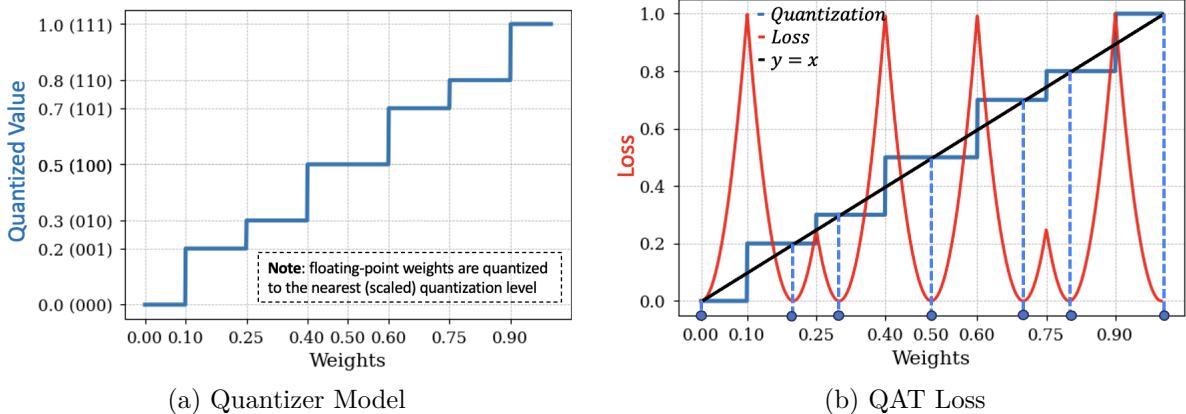 Quantized Value
1.0 (111)
0.8 (110)
0.7 (101)
0.5 (100)
0.3 (010)
0.2 (001)
0.0 (000)
Note: floating-point weights are quantized
to the nearest (scaled) quantization level
0.00 0.10 0.25 0.40 0.50 0.60 0.75 0.90
Weights
(a) Quantizer Model
Loss
1.0
0.8
0.6
0.4
0.2
0.0
Quantization
Loss
y = x
0.00 0.10 0.25 0.40 0.50 0.60 0.75 0.90
Weights
(b) QAT Loss